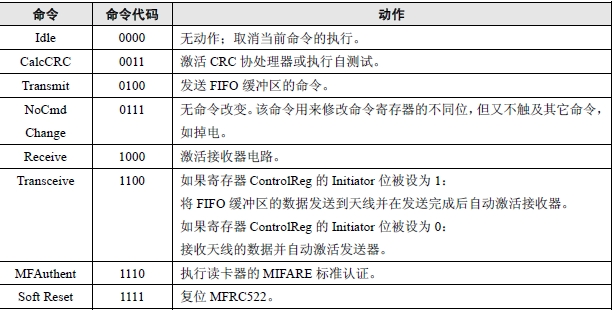 命令 命令代码 动作
Idle 0000 无动作；取消当前命令的执行。
CalcCRC 0011 激活 CRC 协处理器或执行自测试。
Transmit 0100 发送 FIFO 缓冲区的命令。
NoCmd 0111 无命令改变。该命令用来修改命令寄存器的不同位，但又不触及其它命令，
Change 如掉电。
Receive 1000 激活接收器电路。
Transceive 1100 如果寄存器 ControlReg 的 Initiator 位被设为 1：
将 FIFO 缓冲区的数据发送到天线并在发送完成后自动激活接收器。
如果寄存器 ControlReg 的 Initiator 位被设为 0：
接收天线的数据并自动激活发送器。
MFAuthent 1110 执行读卡器的 MIFARE 标准认证。
Soft Reset 1111 复位 MFRC522。